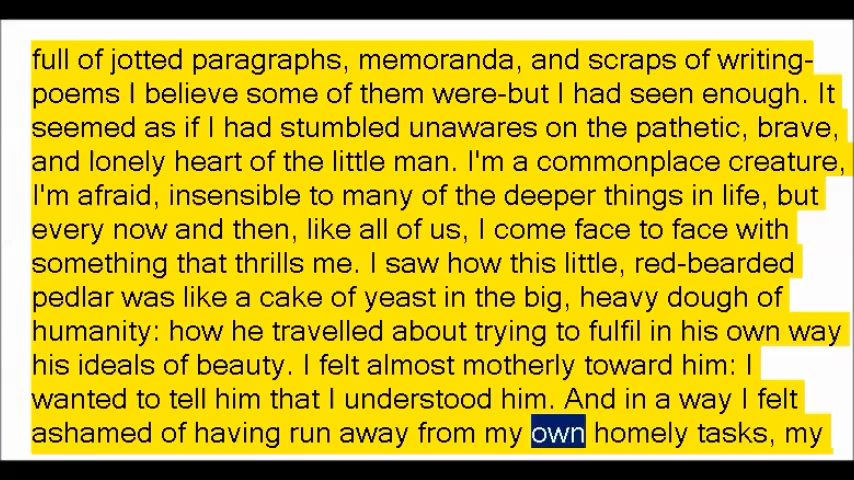 full of jotted paragraphs, memoranda, and scraps of writing-
poems I believe some of them were-but I had seen enough. It
seemed as if I had stumbled unawares on the pathetic, brave,
and lonely heart of the little man. I'm a commonplace creature,
I'm afraid, insensible to many of the deeper things in life, but
every now and then, like all of us, I come face to face with
something that thrills me. I saw how this little, red-bearded
pedlar was like a cake of yeast in the big, heavy dough of
humanity: how he travelled about trying to fulfil in his own way
his ideals of beauty. I felt almost motherly toward him: I
wanted to tell him that I understood him. And in a way I felt
ashamed of having run away from my own homely tasks, my